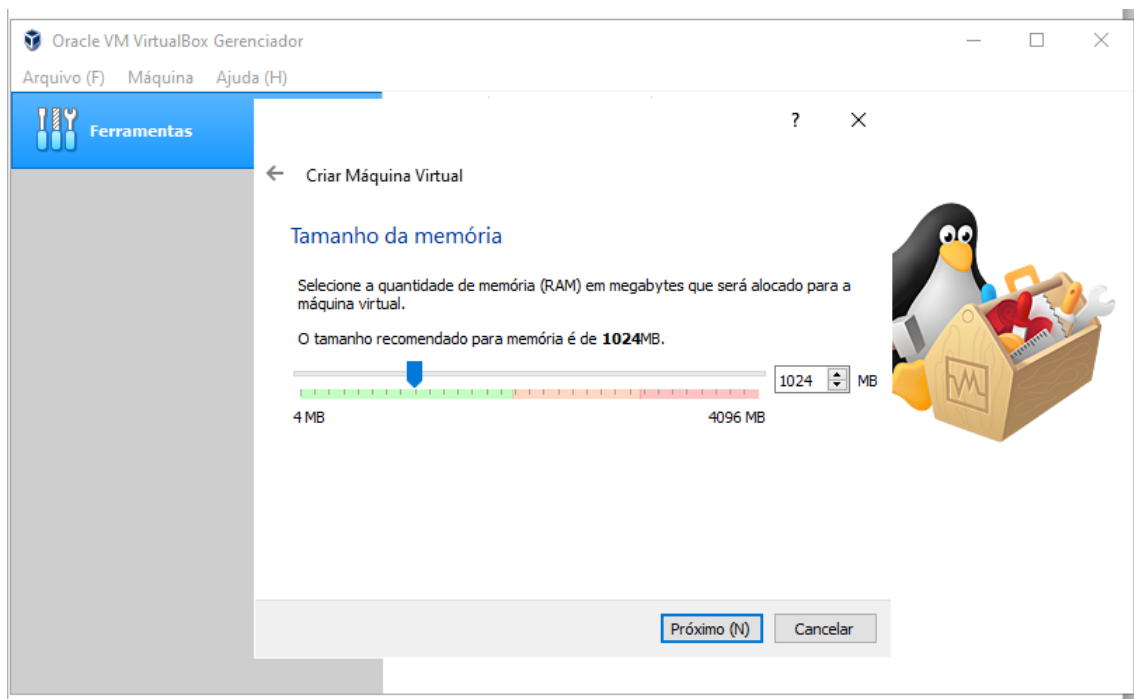 Oracle VM VirtualBox Gerenciador
Arquivo (F) Máquina Ajuda (H)
Ferramentas
?
Criar Máquina Virtual
Tamanho da memória
Selecione a quantidade de memória (RAM) em megabytes que será alocado para a
máquina virtual.
O tamanho recomendado para memória é de 1024MB.
1024 MB
4 MB 4096 MB
Próximo (N) Cancelar